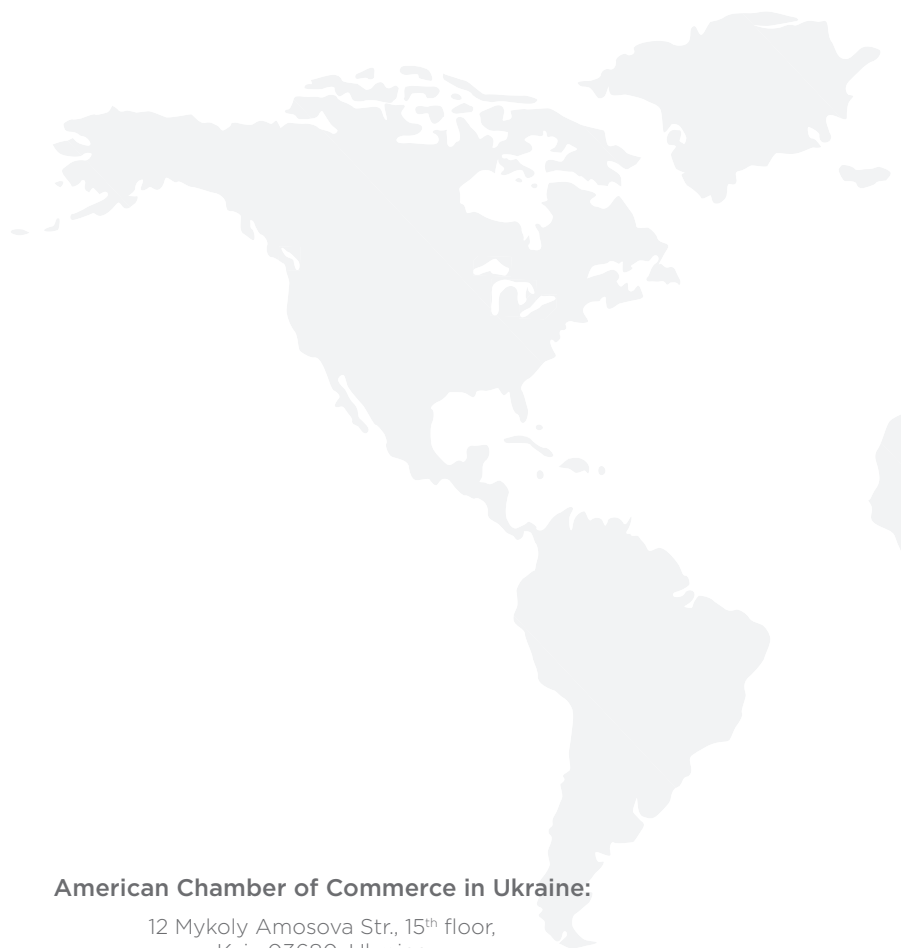 American Chamber of Commerce in Ukraine:
12 Mykoly Amosova Str., 15th floor,